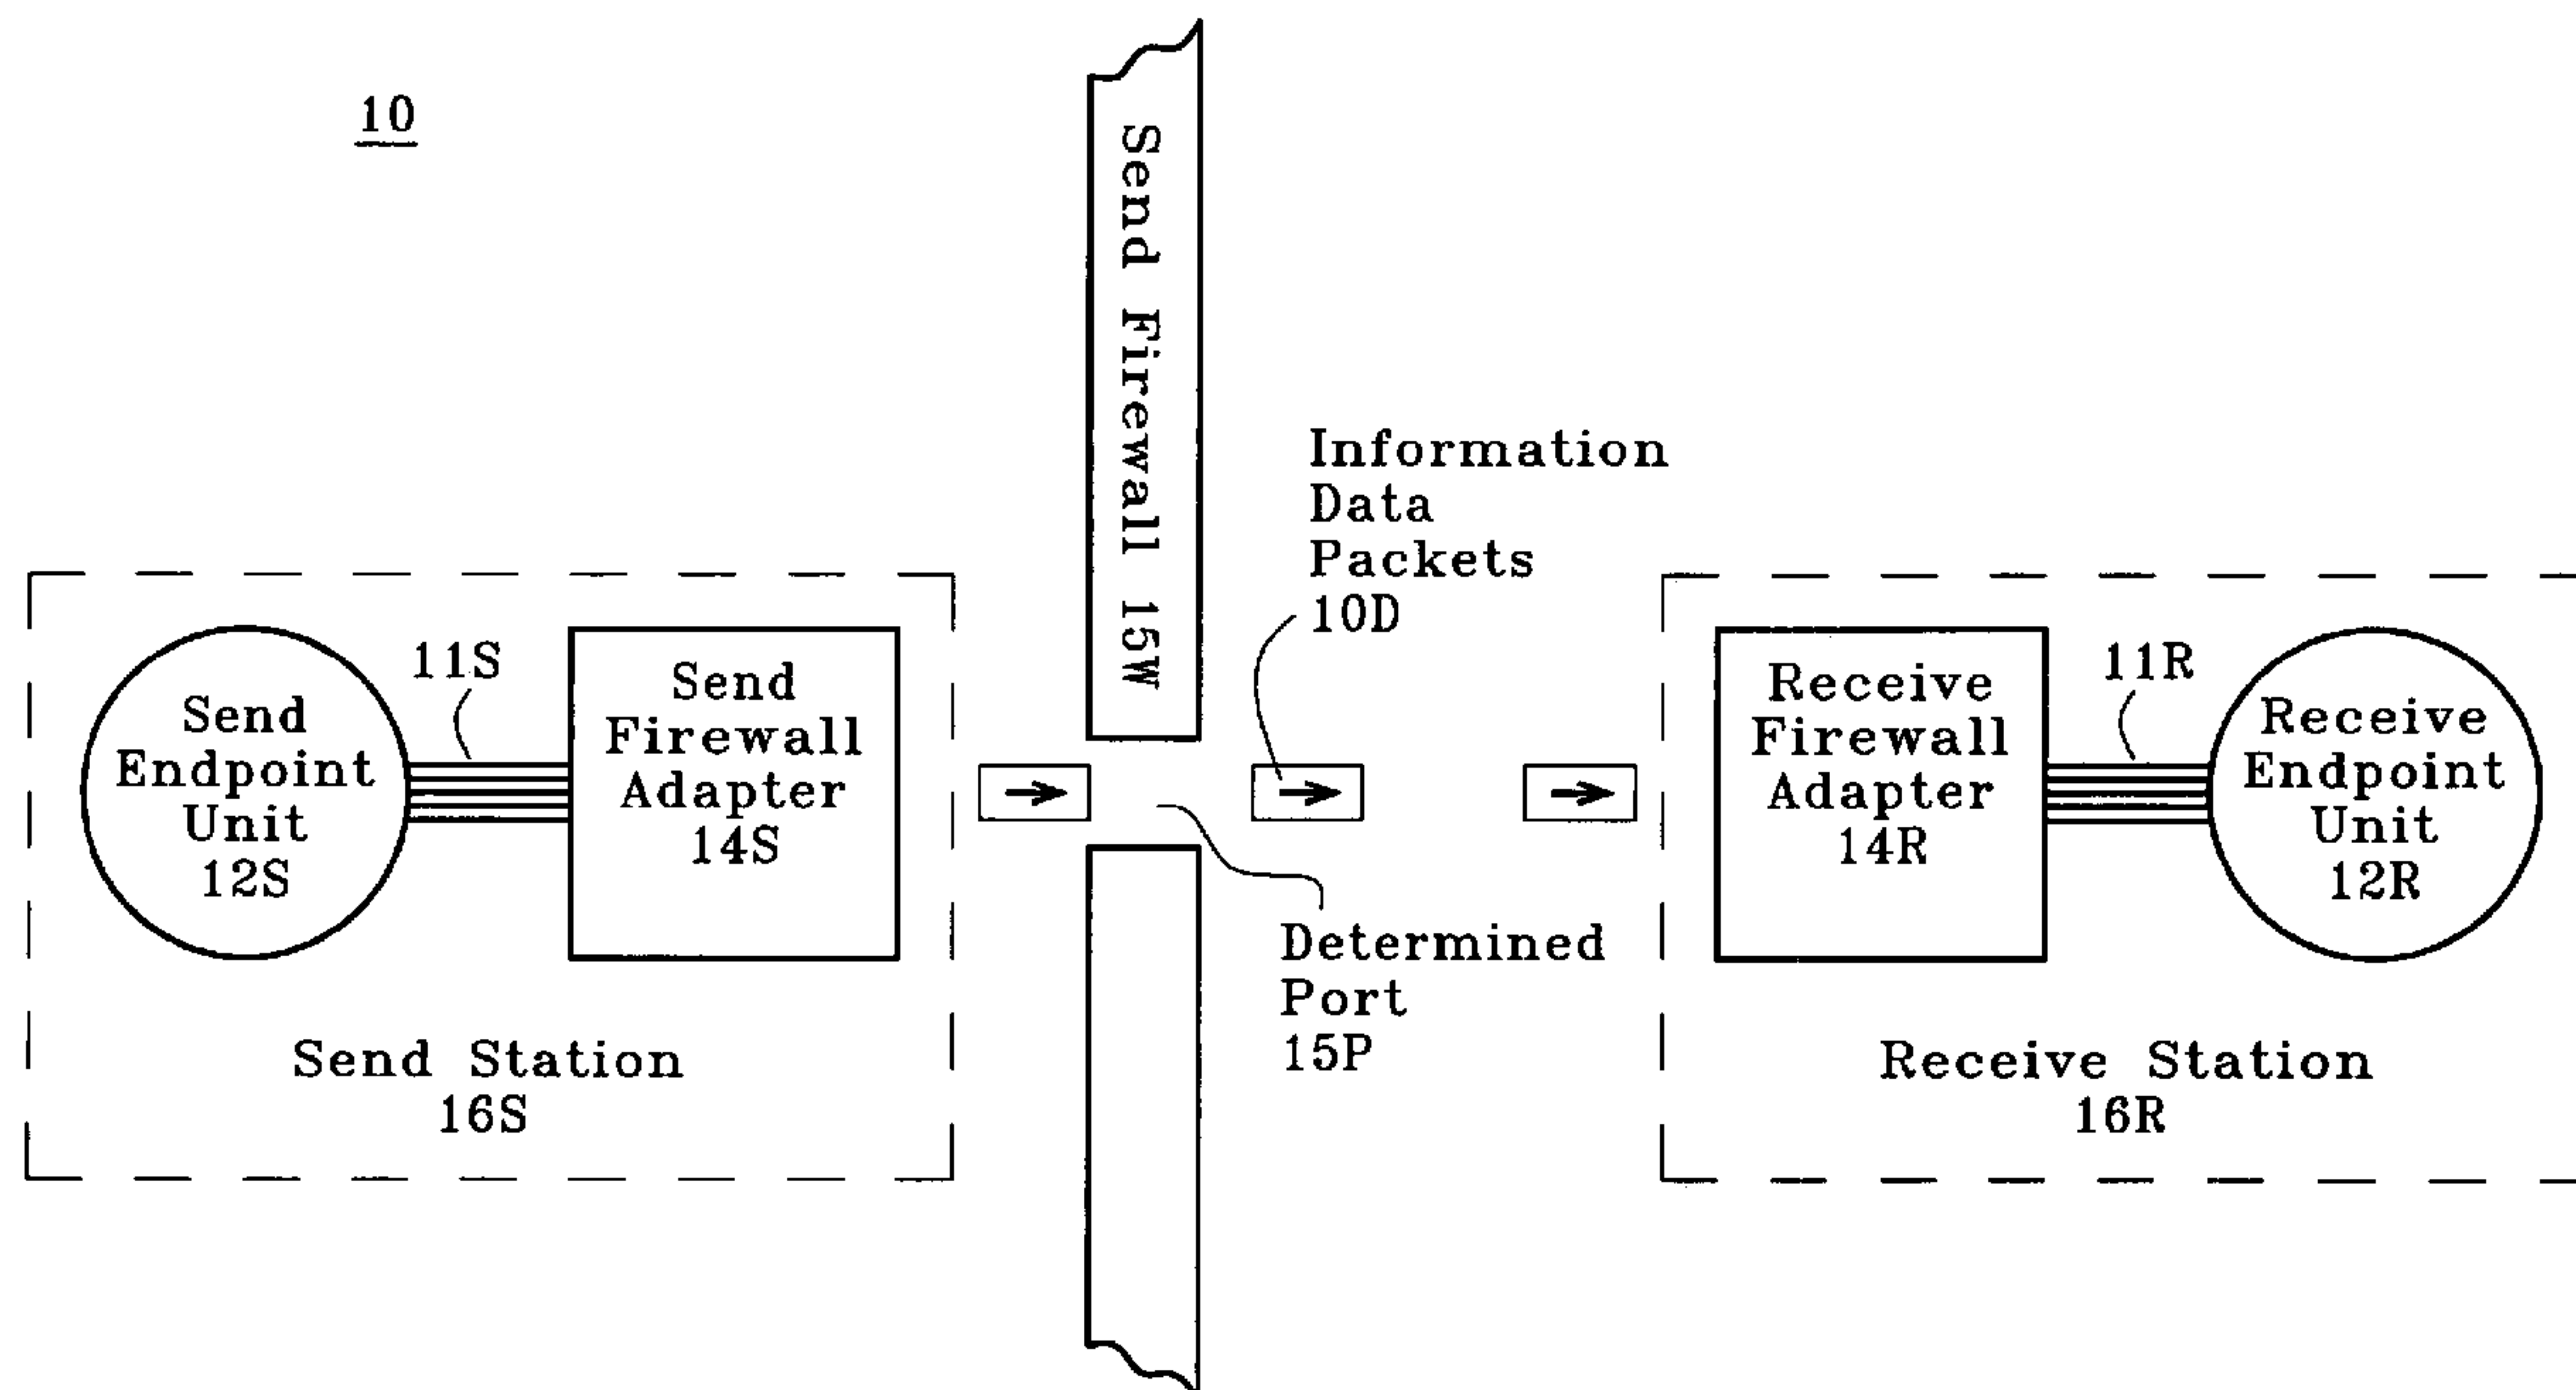 10
Send Firewall 15W
Information
Data
Packets
10D
11S
Send
Endpoint
Unit
12S
Send
Firewall
Adapter
14S
Send Station
16S
Determined
Port
15P
Receive
Firewall
Adapter
14R
11R
Receive
Endpoint
Unit
12R
Receive Station
16R